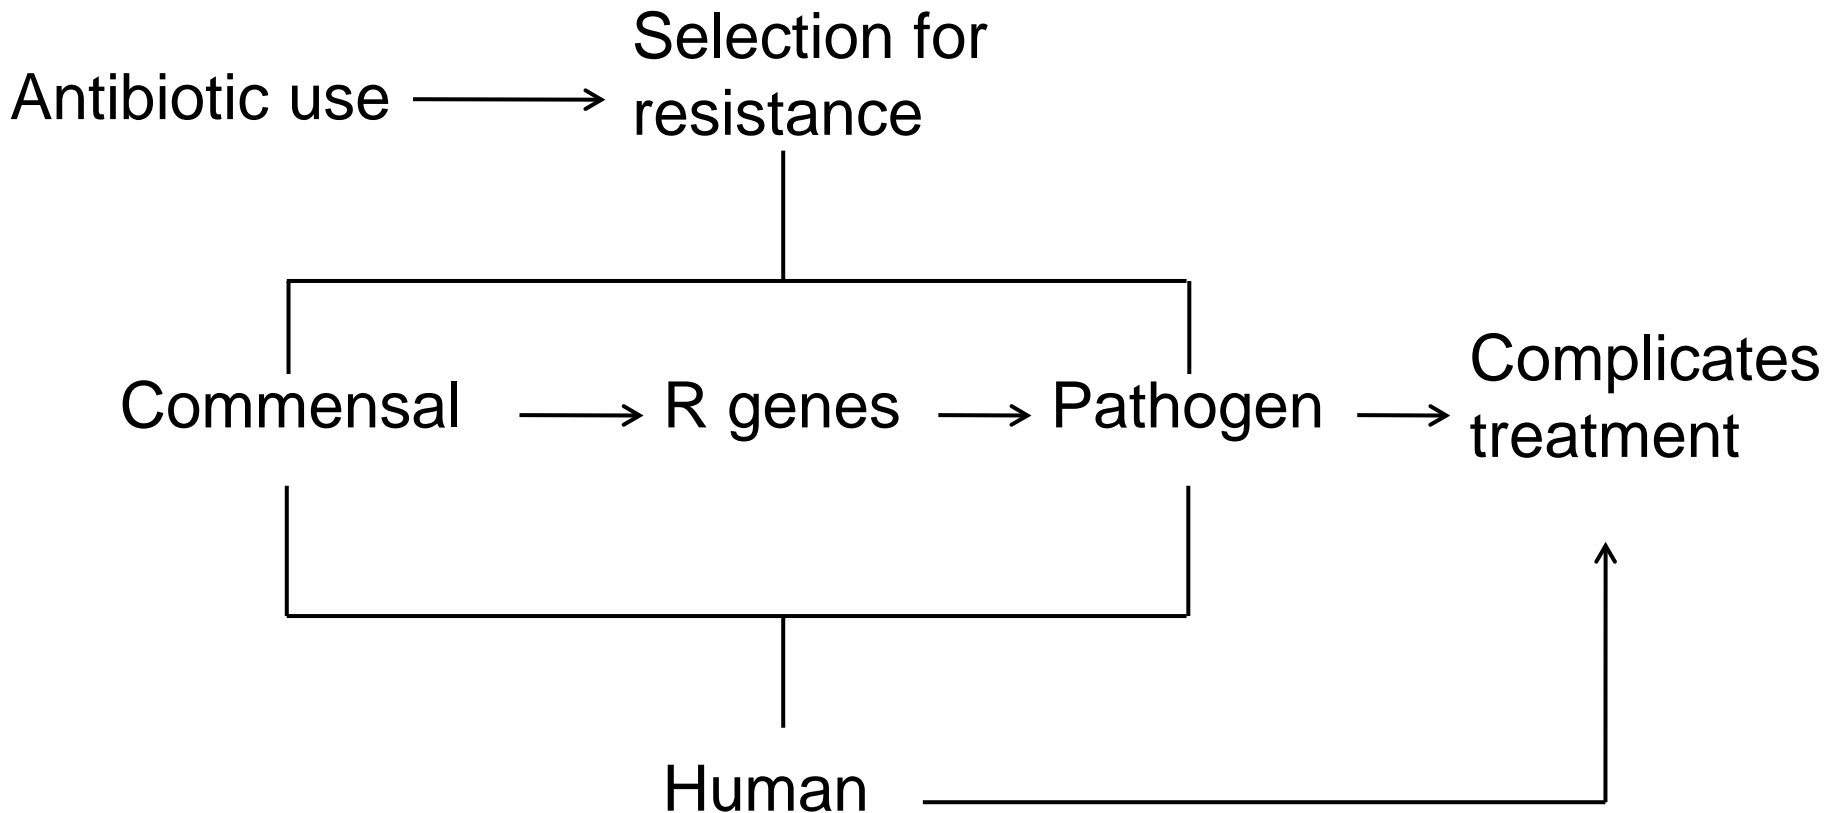 Selection for
Antibiotic use
resistance
Commensal
R genes
Pathogen
Complicates
treatment
Human